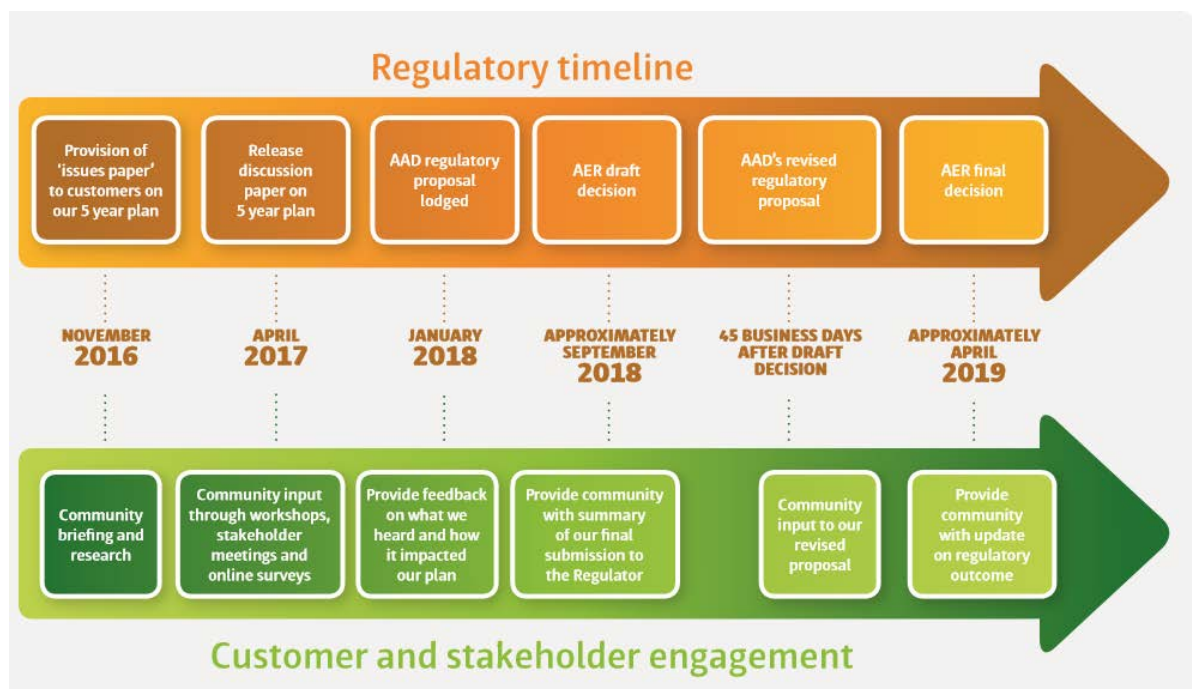 Regulatory timeline
Provision of
‘issues paper’
to customers on
our 5 year plan
Release
discussion
paper on
5 year plan
AAD regulatory
proposal
lodged
AER draft
decision
AAD’s revised
regulatory
proposal
AER final
decision
NOVEMBER
2016
APRIL
2017
JANUARY
2018
APPROXIMATELY
SEPTEMBER
2018
45 BUSINESS DAYS
AFTER DRAFT
DECISION
APPROXIMATELY
APRIL
2019
Community
briefing and
research
Community input
through workshops,
stakeholder
meetings and
online surveys
Provide feedback
on what we
heard and how
it impacted
our plan
Provide community
with summary
of our final
submission to
the Regulator
Community
input to our
revised
proposal
Provide
community
with update
on regulatory
outcome
Customer and stakeholder engagement